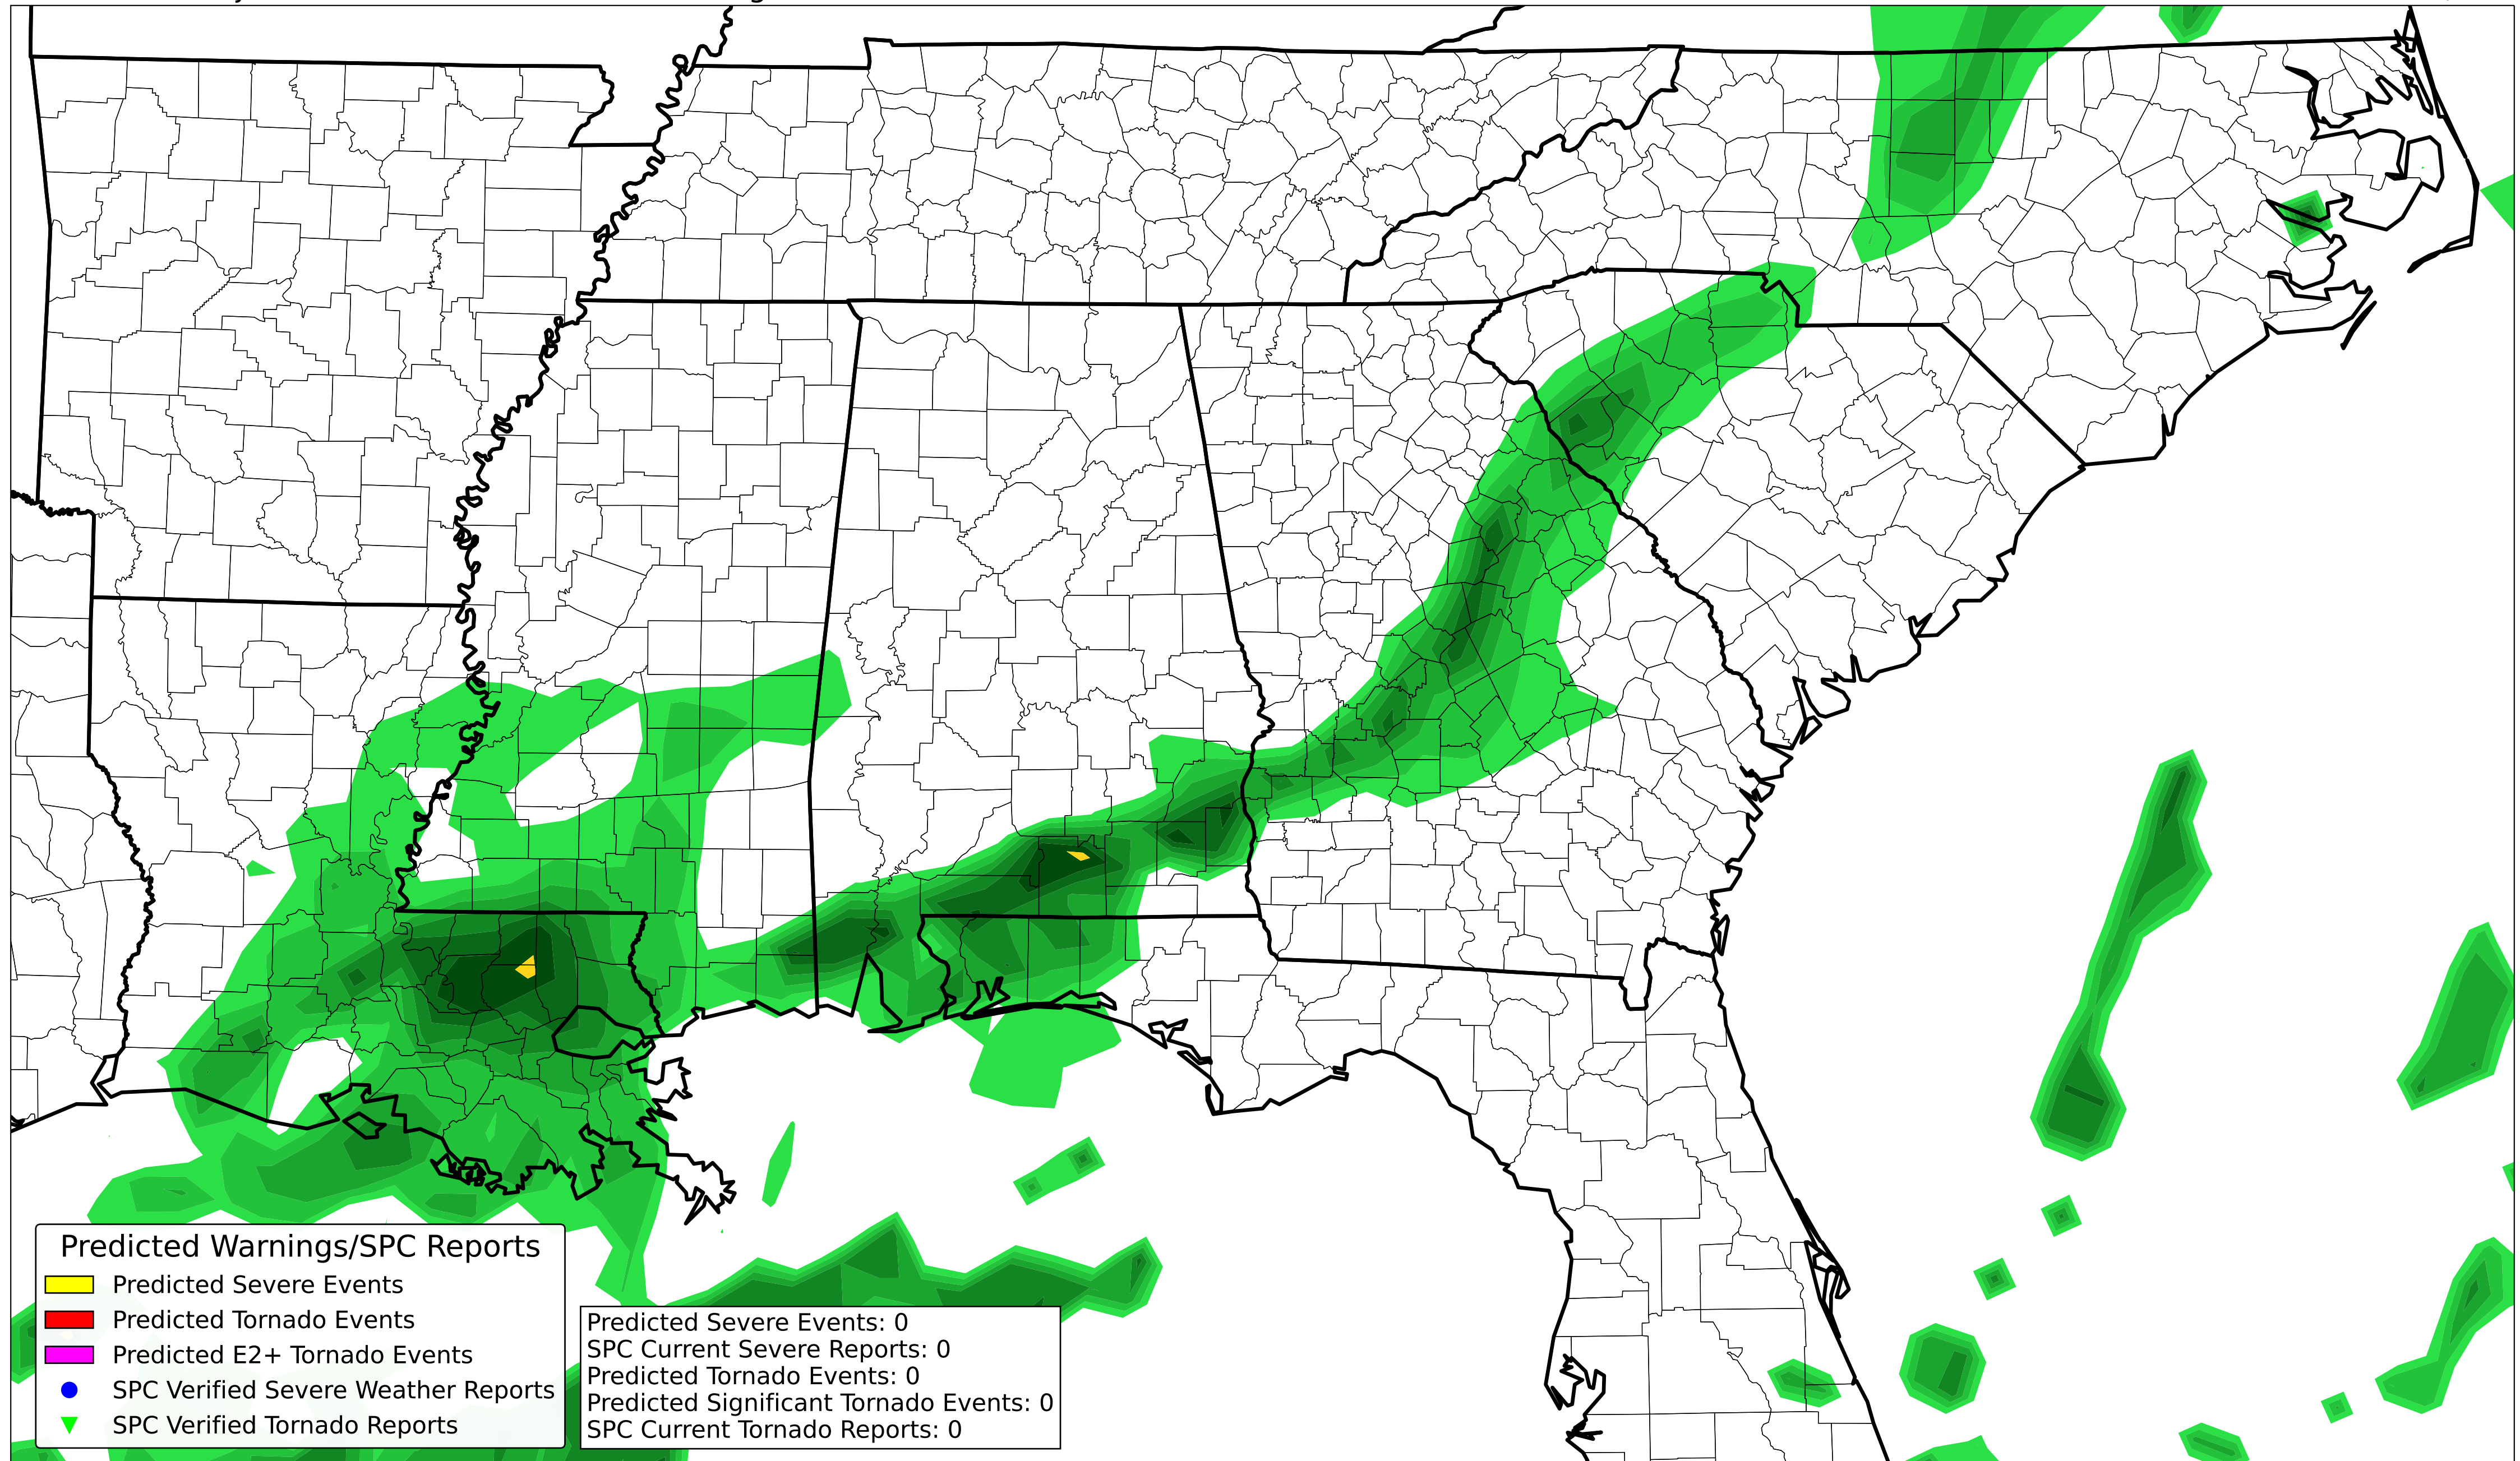 Predicted Warnings/SPC Reports
Predicted Severe Events
Predicted Tornado Events
Predicted E2+ Tornado Events
SPC Verified Severe Weather Reports
SPC Verified Tornado Reports
Predicted Severe Events: 0
SPC Current Severe Reports: 0
Predicted Tornado Events: 0
Predicted Significant Tornado Events: 0
SPC Current Tornado Reports: 0